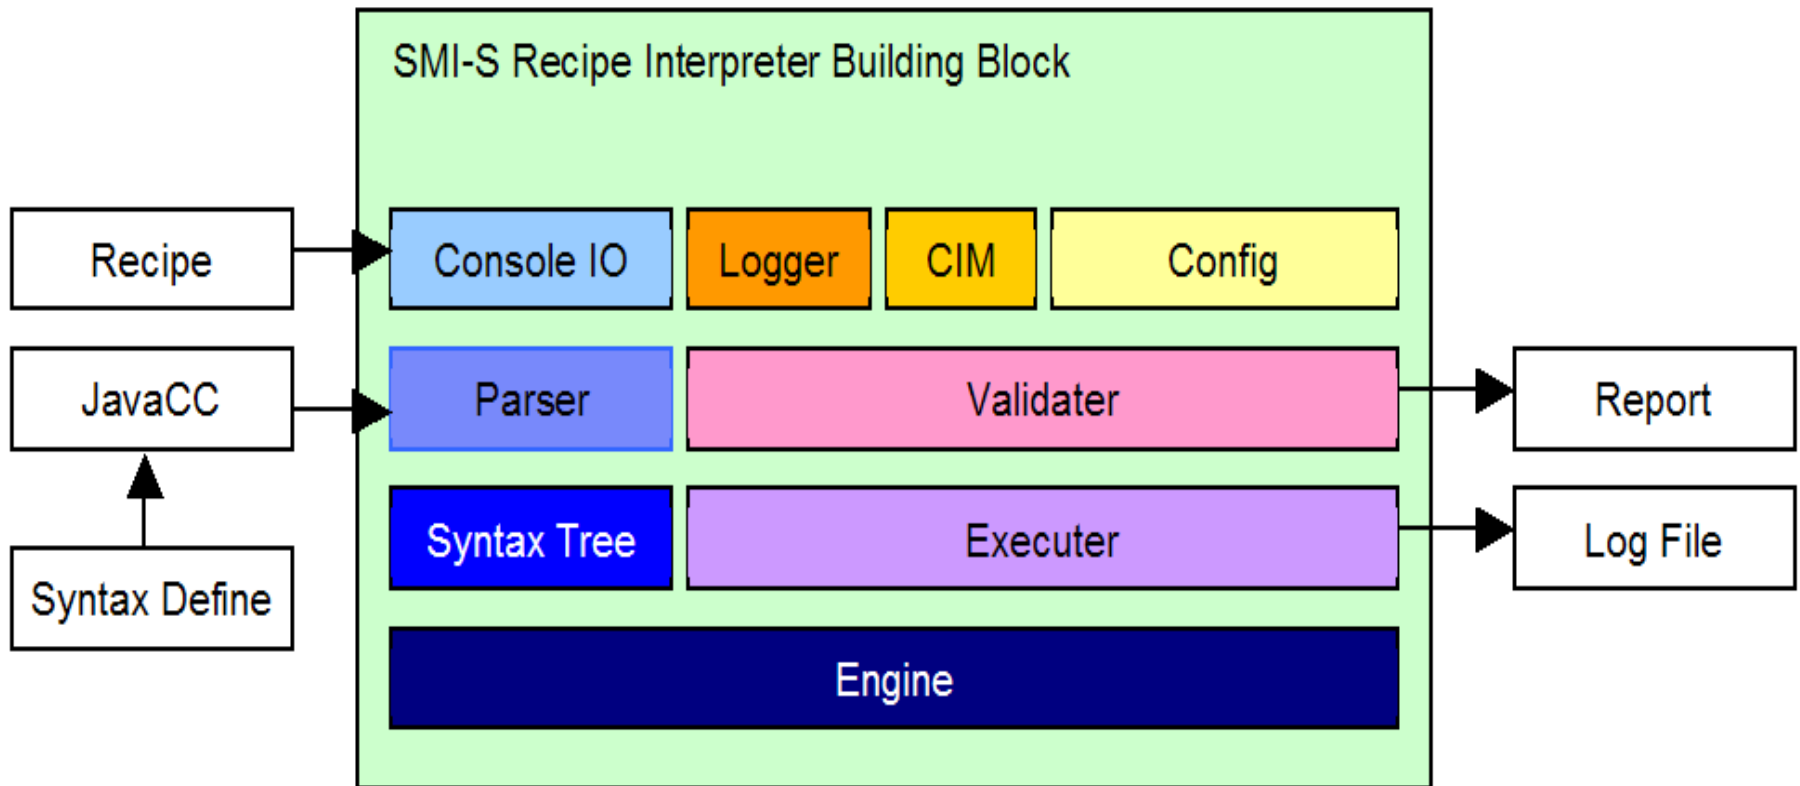 SMI-S Recipe Interpreter Building Block
Recipe
Console IO
Logger
CIM
Config
JavaCC
Parser
Validater
Report
Syntax Tree
Executer
Log File
Syntax Define
Engine